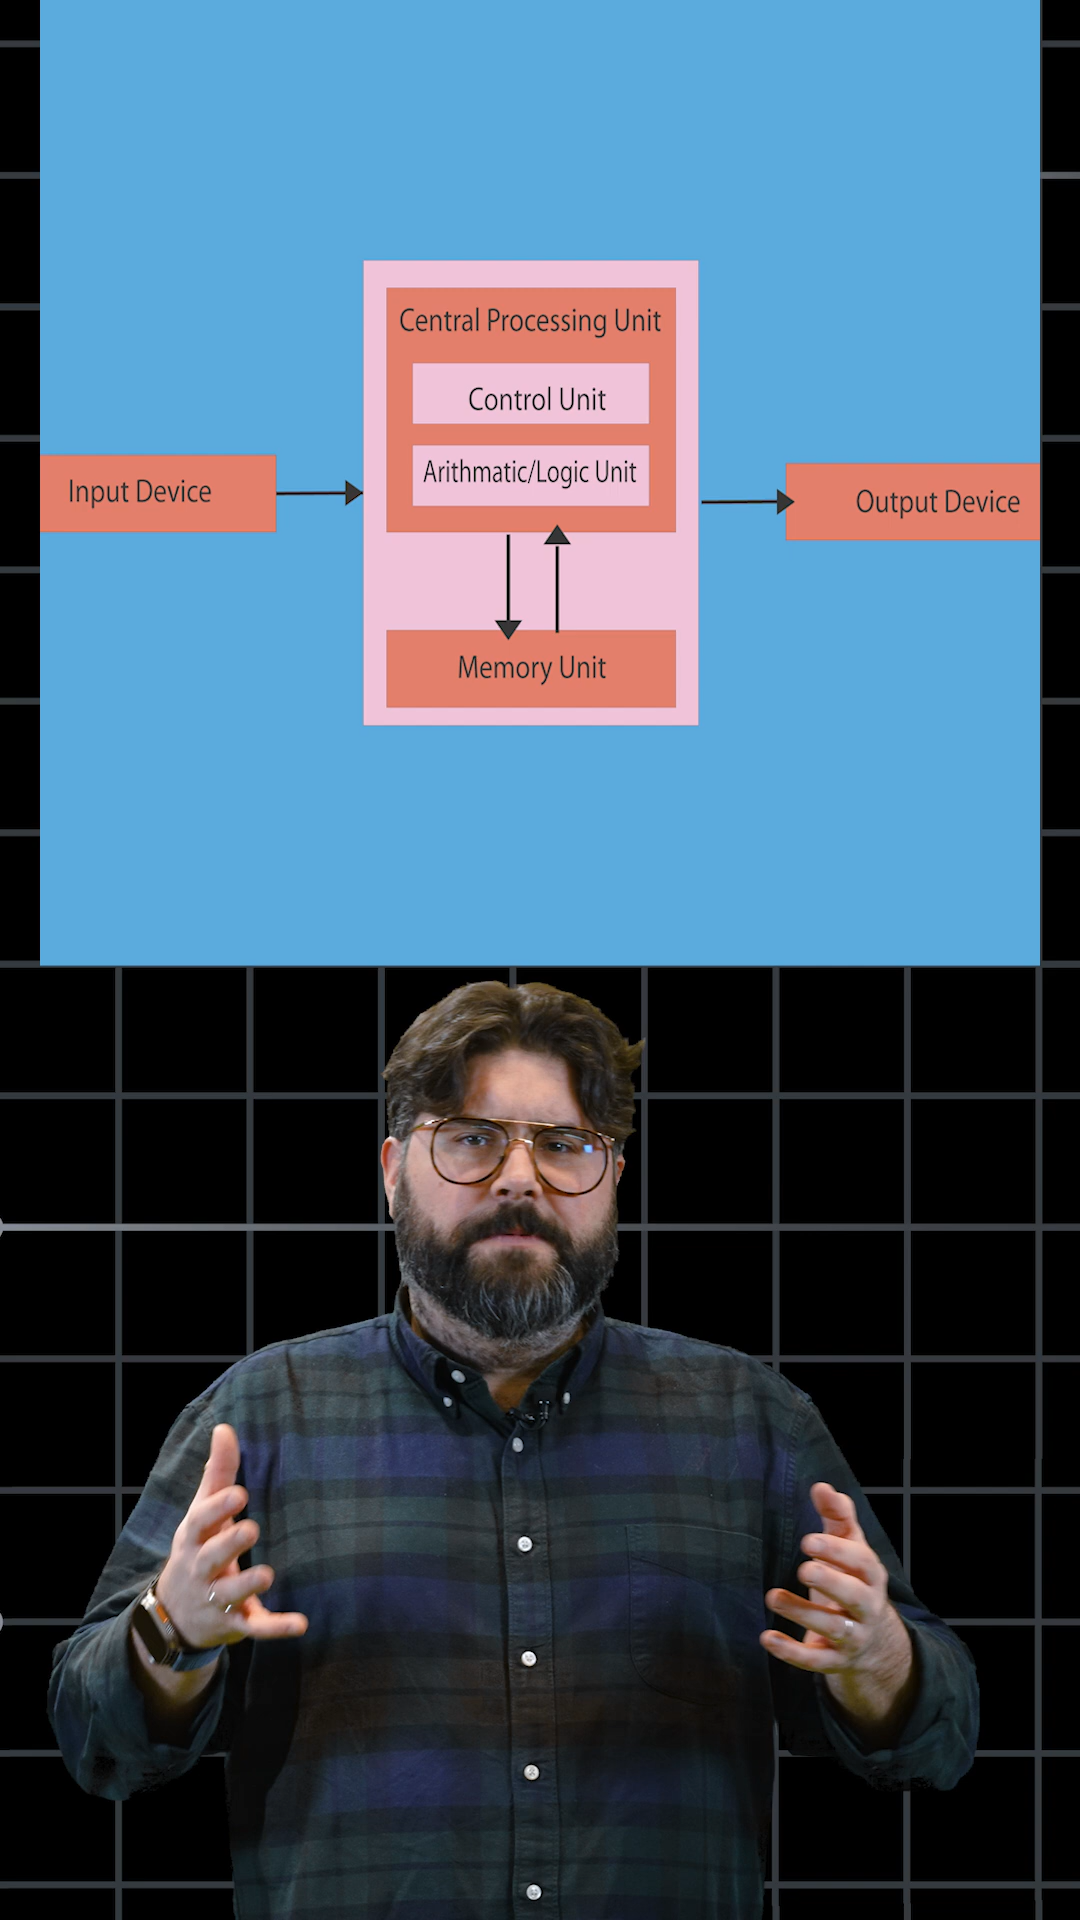 Central Processing Unit
Control Unit
Arithmatic/Logic Unit
Input Device
Output Device
Memory Unit